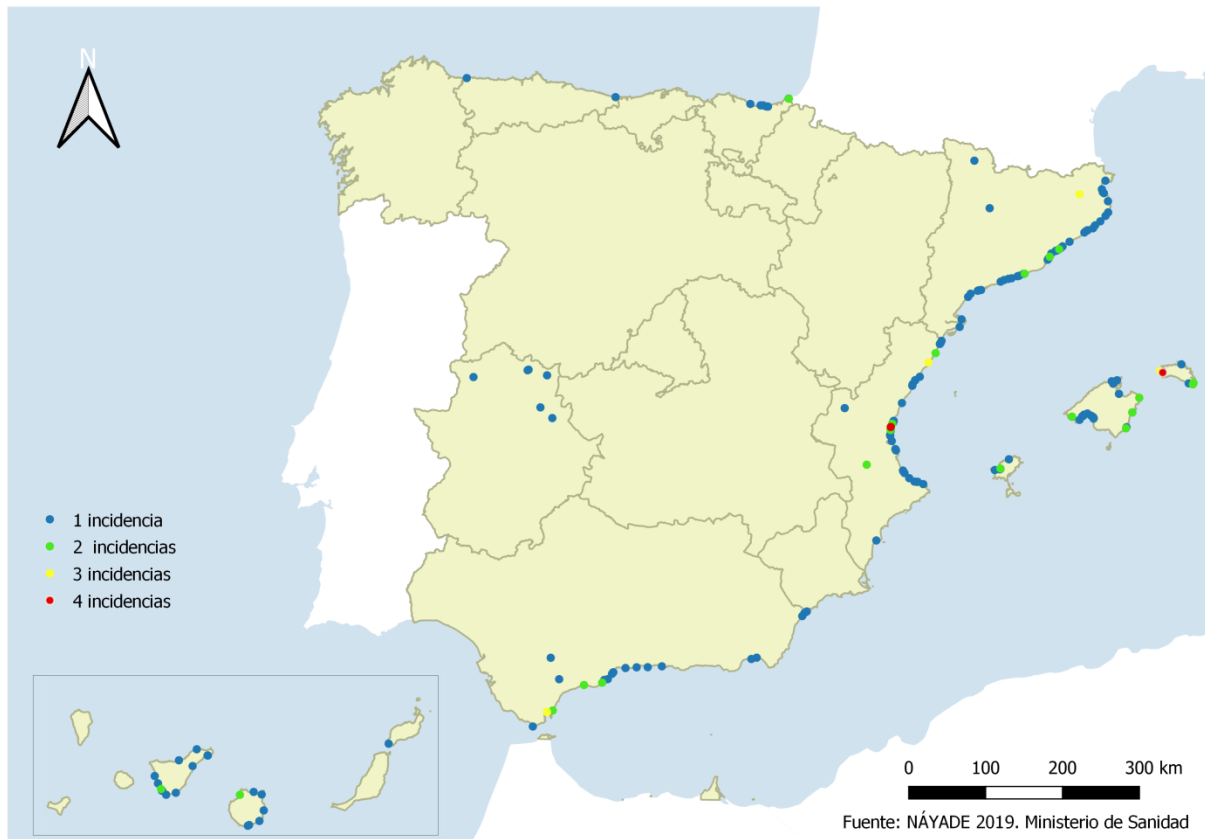 N
1 incidencia
2 incidencias
3 incidencias
4 incidencias
0 100 200 300 km
Fuente: NÁYADE 2019. Ministerio de Sanidad